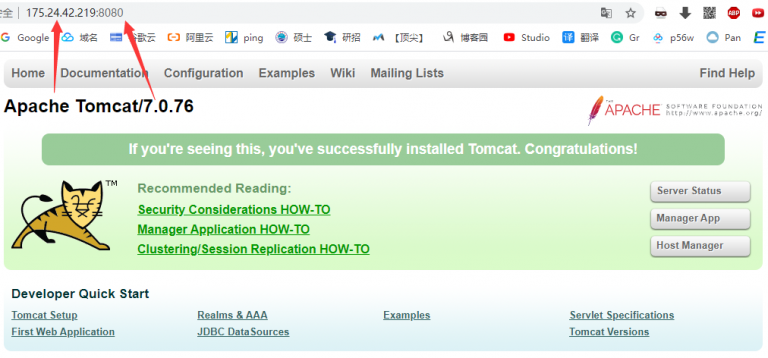 全 | 175.24.42.219:8080
Google 域名 谷歌云 阿里云 ping 硕士 研招 【顶尖】 博客园 Studio 翻译 Gr p56w Pan
Home Documentation Configuration Examples Wiki Mailing Lists Find Help
Apache Tomcat/7.0.76
THE APACHE SOFTWARE FOUNDATION
http://www.apache.org/
If you're seeing this, you've successfully installed Tomcat. Congratulations!
TM
Recommended Reading:
Security Considerations HOW-TO
Manager Application HOW-TO
Clustering/Session Replication HOW-TO
Server Status
Manager App
Host Manager
Developer Quick Start
Tomcat Setup Realms & AAA Examples Servlet Specifications
First Web Application JDBC DataSources Tomcat Versions